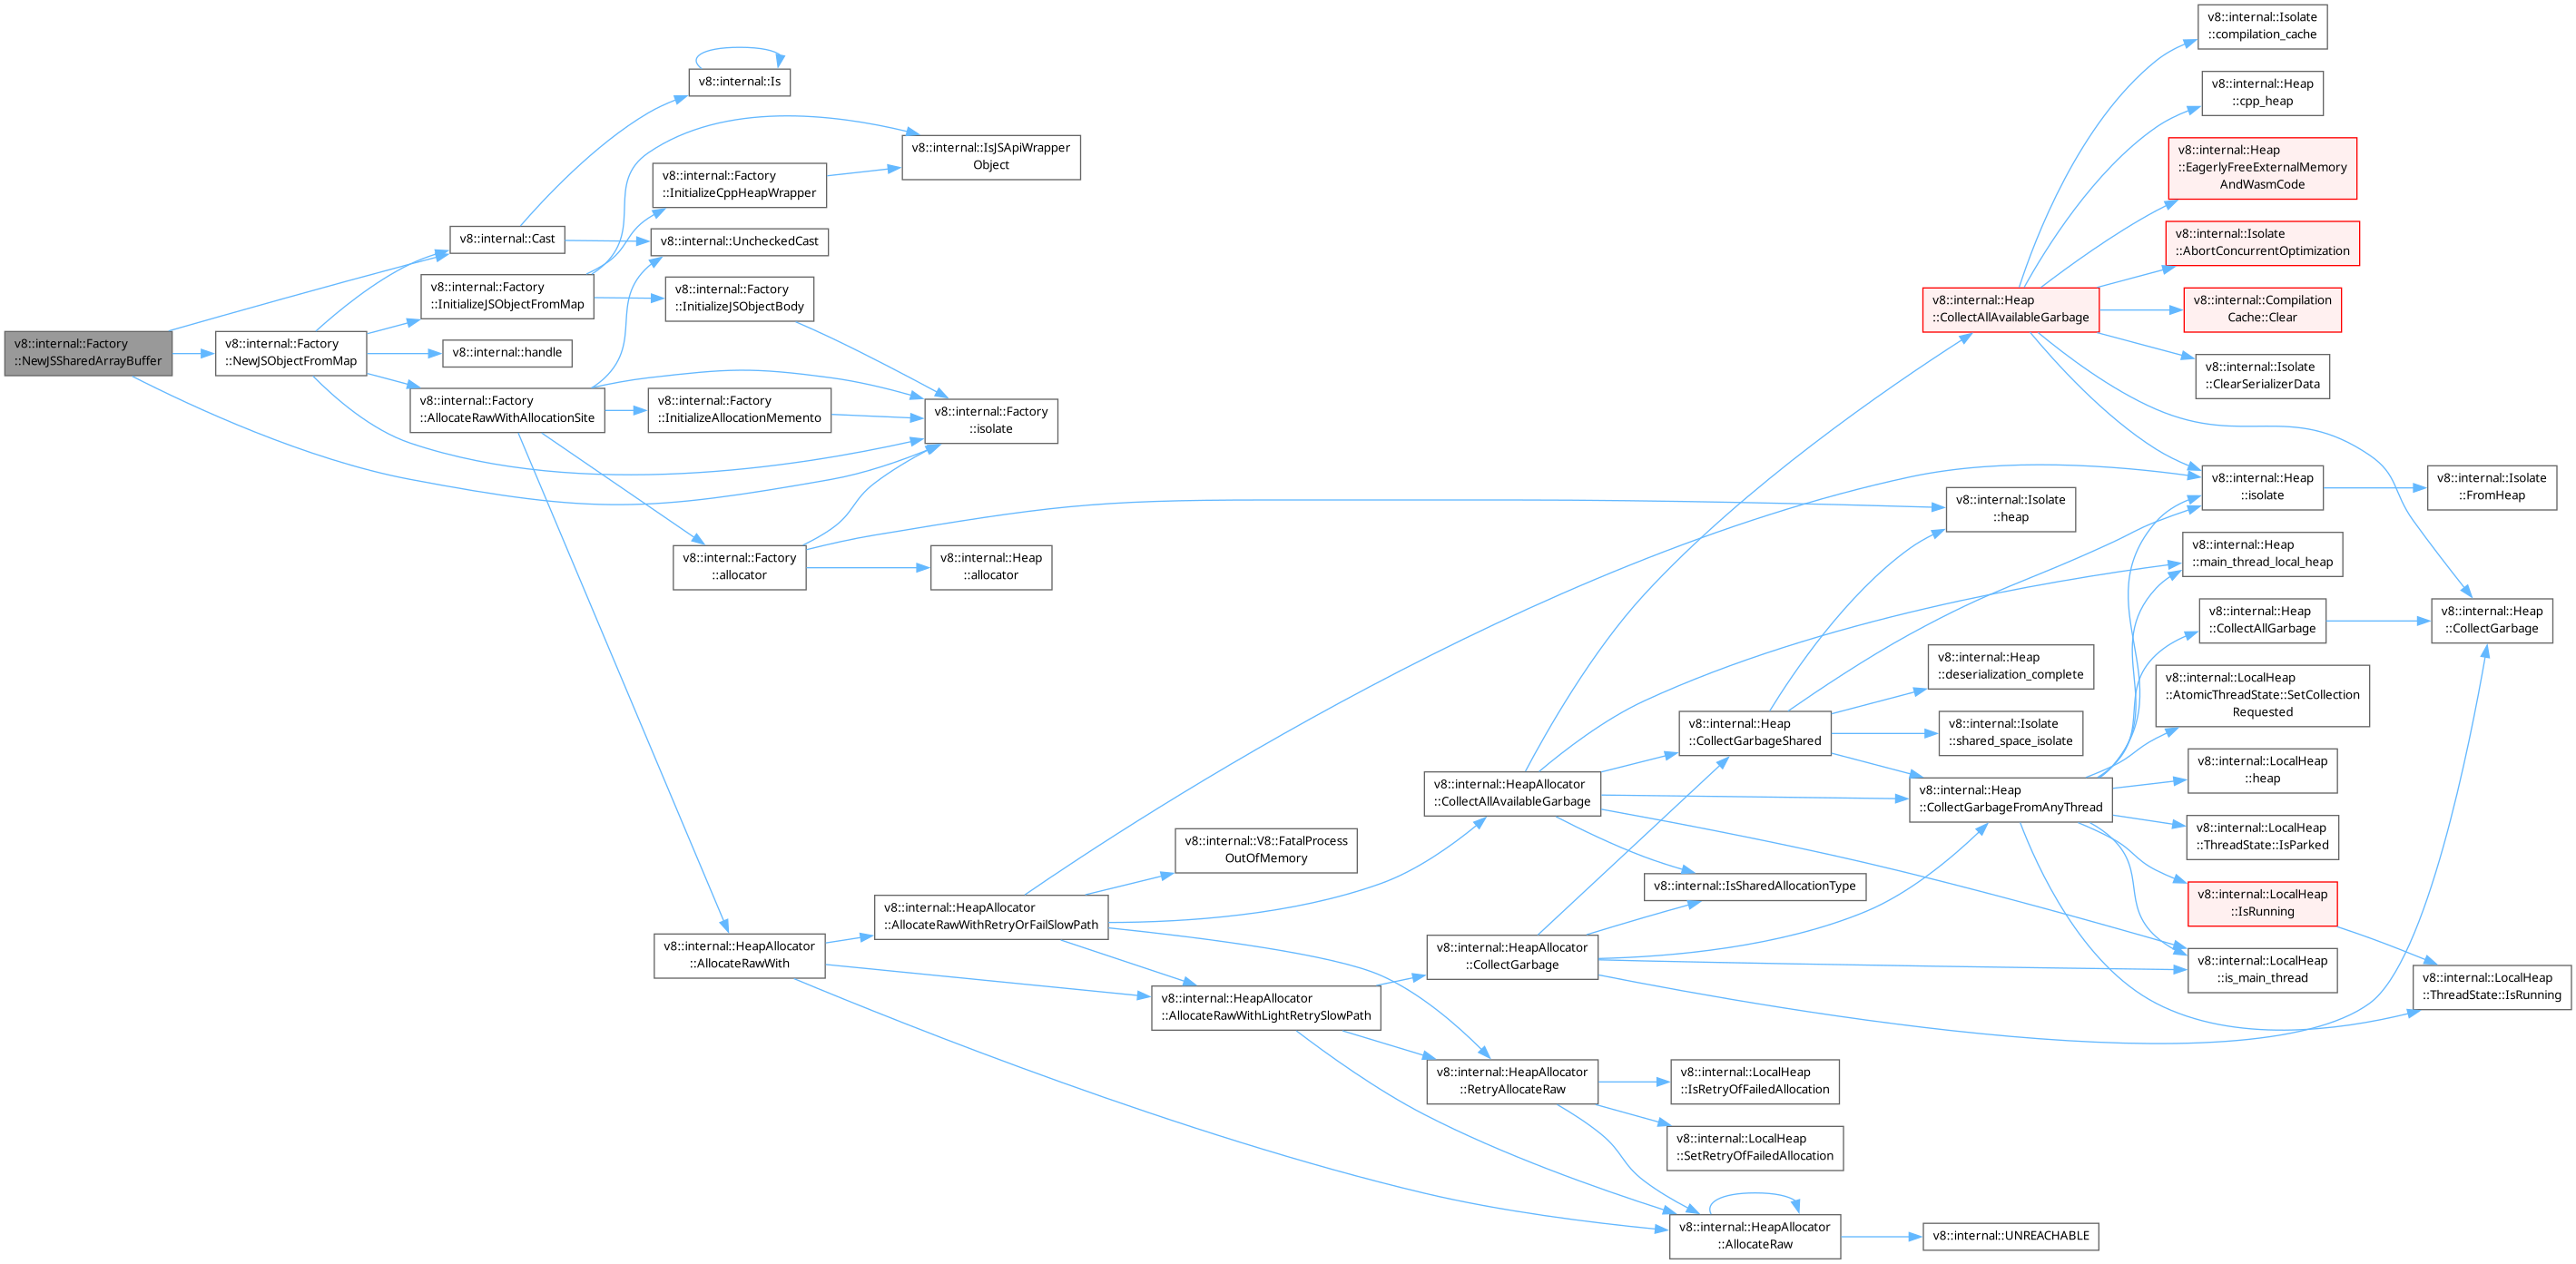 v8::internal::Factory
::NewJSSharedArrayBuffer
v8::internal::Cast
v8::internal::Factory
::NewJSObjectFromMap
v8::internal::Factory
::InitializeJSObjectFromMap
v8::internal::handle
v8::internal::Factory
::AllocateRawWithAllocationSite
v8::internal::Is
v8::internal::Factory
::InitializeCppHeapWrapper
v8::internal::UncheckedCast
v8::internal::Factory
::InitializeJSObjectBody
v8::internal::Factory
::InitializeAllocationMemento
v8::internal::Factory
::allocator
v8::internal::HeapAllocator
::AllocateRawWith
v8::internal::IsJSApiWrapper
Object
v8::internal::Factory
::isolate
v8::internal::Heap
::allocator
v8::internal::HeapAllocator
::AllocateRawWithRetryOrFailSlowPath
v8::internal::V8::FatalProcess
OutOfMemory
v8::internal::HeapAllocator
::AllocateRawWithLightRetrySlowPath
v8::internal::HeapAllocator
::CollectAllAvailableGarbage
v8::internal::HeapAllocator
::CollectGarbage
v8::internal::HeapAllocator
::RetryAllocateRaw
v8::internal::Heap
::CollectGarbageShared
v8::internal::IsSharedAllocationType
v8::internal::LocalHeap
::IsRetryOfFailedAllocation
v8::internal::LocalHeap
::SetRetryOfFailedAllocation
v8::internal::HeapAllocator
::AllocateRaw
v8::internal::Heap
::CollectAllAvailableGarbage
v8::internal::Isolate
::heap
v8::internal::Heap
::deserialization_complete
v8::internal::Isolate
::shared_space_isolate
v8::internal::Heap
::CollectGarbageFromAnyThread
v8::internal::UNREACHABLE
v8::internal::Isolate
::compilation_cache
v8::internal::Heap
::cpp_heap
v8::internal::Heap
::EagerlyFreeExternalMemory
AndWasmCode
v8::internal::Isolate
::AbortConcurrentOptimization
v8::internal::Compilation
Cache::Clear
v8::internal::Isolate
::ClearSerializerData
v8::internal::Heap
::isolate
v8::internal::Heap
::main_thread_local_heap
v8::internal::Heap
::CollectAllGarbage
v8::internal::LocalHeap
::AtomicThreadState::SetCollection
Requested
v8::internal::LocalHeap
::heap
v8::internal::LocalHeap
::ThreadState::IsParked
v8::internal::LocalHeap
::IsRunning
v8::internal::LocalHeap
::is_main_thread
v8::internal::Isolate
::FromHeap
v8::internal::Heap
::CollectGarbage
v8::internal::LocalHeap
::ThreadState::IsRunning